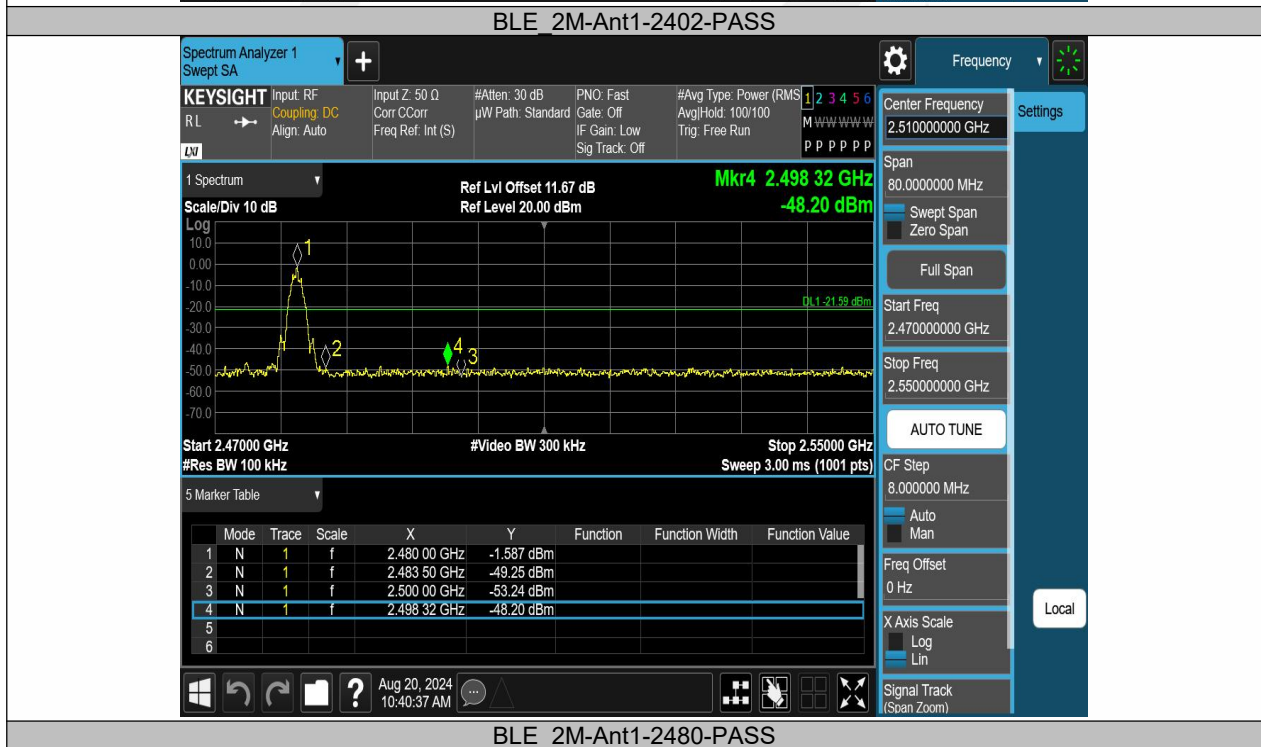 BLE_2M-Ant1-2402-PASS
Spectrum Analyzer 1
Swept SA
+
Frequency
KEYSIGHT
RL
LXI
Input: RF
Coupling: DC
Align: Auto
Input Z: 50 Ω
Corr CCorr
Freq Ref: Int (S)
#Atten: 30 dB
µW Path: Standard
PNO: Fast
Gate: Off
IF Gain: Low
Sig Track: Off
#Avg Type: Power (RMS
Avg|Hold: 100/100
Trig: Free Run
1 2 3 4 5 6
M W W W W W
P P P P P P
Center Frequency
2.510000000 GHz
Settings
Span
80.0000000 MHz
Swept Span
Zero Span
Full Span
Start Freq
2.470000000 GHz
Stop Freq
2.550000000 GHz
AUTO TUNE
CF Step
8.000000 MHz
Auto
Man
Freq Offset
0 Hz
X Axis Scale
Log
Lin
Local
Signal Track
(Span Zoom)
1 Spectrum
Scale/Div 10 dB
Ref Lvl Offset 11.67 dB
Ref Level 20.00 dBm
Mkr4 2.498 32 GHz
-48.20 dBm
Log
10.0
0.00
-10.0
-20.0
-30.0
-40.0
-50.0
-60.0
-70.0
1
2
4
3
DL1 -21.59 dBm
Start 2.47000 GHz
#Video BW 300 kHz
Stop 2.55000 GHz
#Res BW 100 kHz
Sweep 3.00 ms (1001 pts)
5 Marker Table
Mode Trace Scale X Y Function Function Width Function Value
1 N 1 f 2.480 00 GHz -1.587 dBm
2 N 1 f 2.483 50 GHz -49.25 dBm
3 N 1 f 2.500 00 GHz -53.24 dBm
4 N 1 f 2.498 32 GHz -48.20 dBm
5
6
?
Aug 20, 2024
10:40:37 AM
BLE_2M-Ant1-2480-PASS